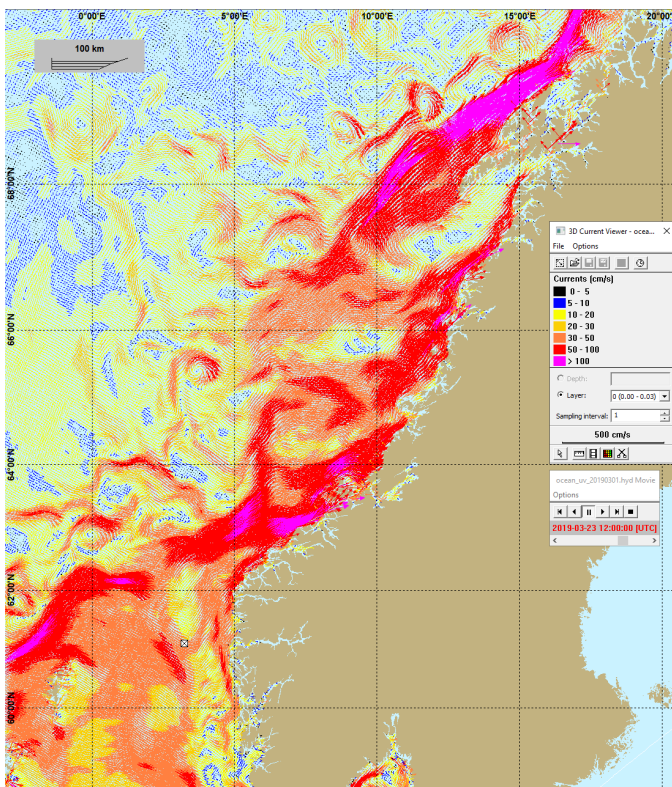 0°00'E 5°00'E 10°00'E 15°00'E 20°00'E
100 km
68°00'N
66°00'N
64°00'N
62°00'N
60°00'N
3D Current Viewer - ocea...
File Options
Currents (cm/s)
0 - 5
5 - 10
10 - 20
20 - 30
30 - 50
50 - 100
> 100
Depth:
Layer: 0 (0.00 - 0.03)
Sampling interval: 1
500 cm/s
ocean_uv_20190301.hyd Movie
Options
2019-03-23 12:00:00 [UTC]